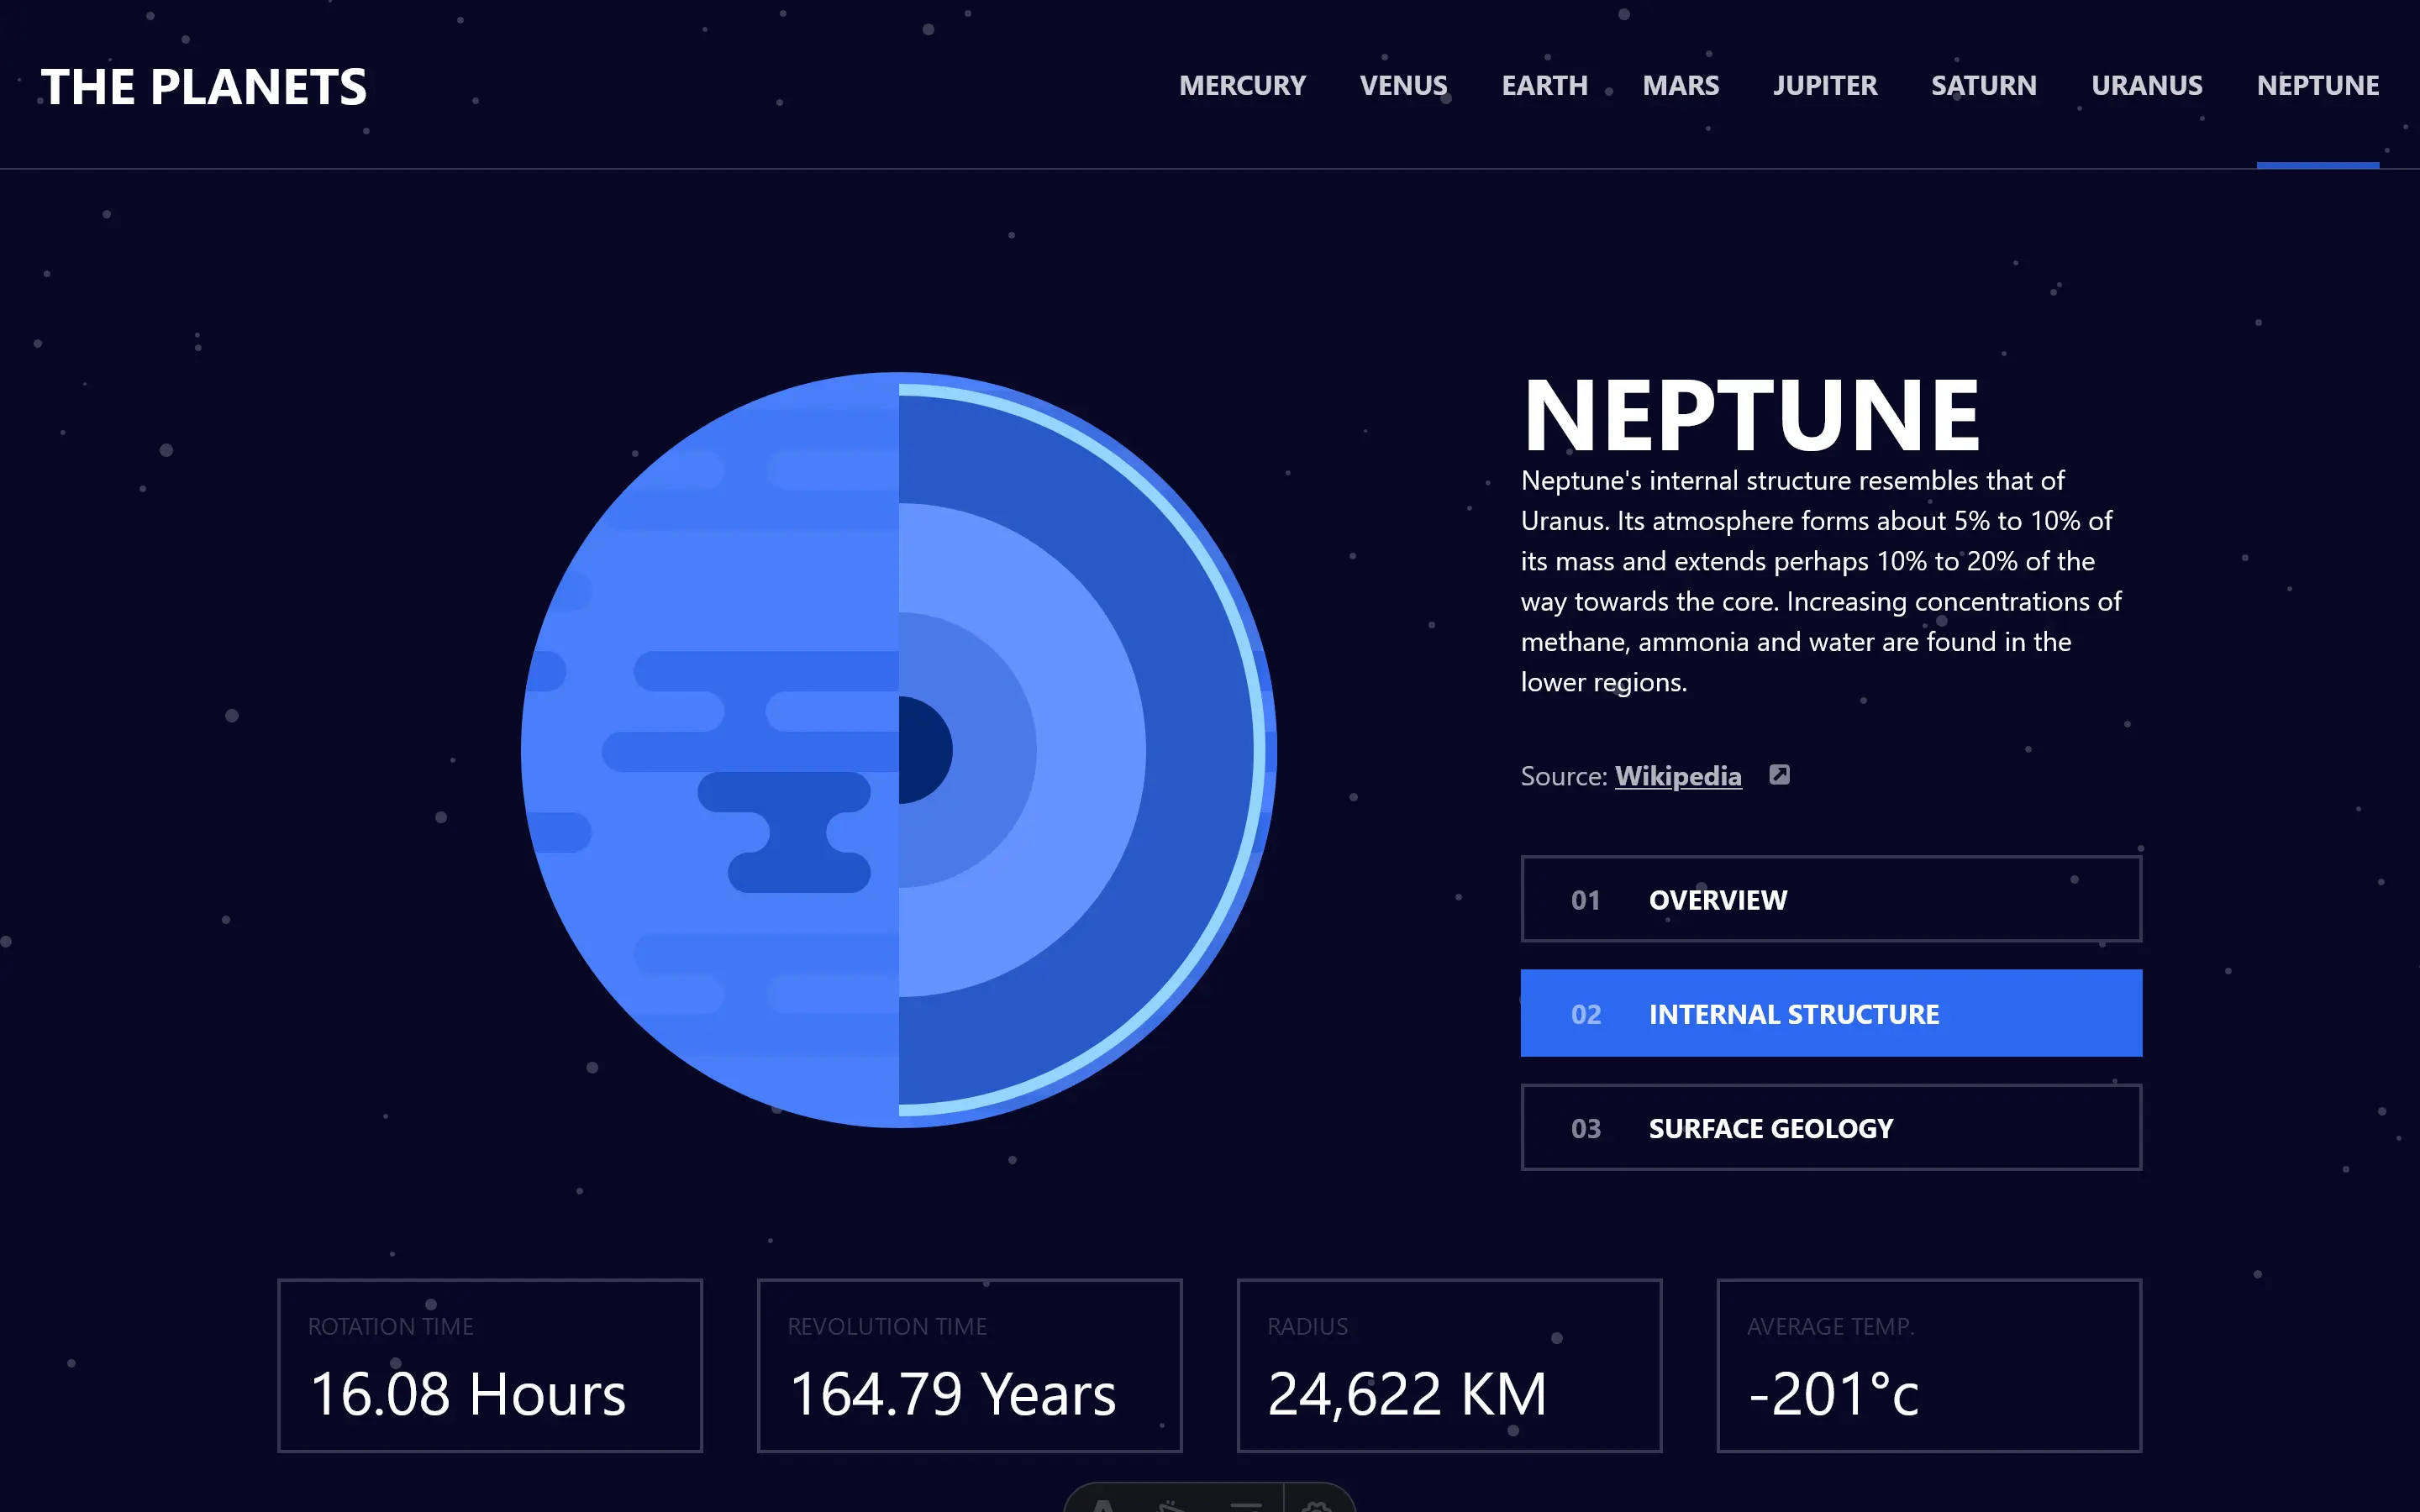 THE PLANETS
MERCURY VENUS EARTH MARS JUPITER SATURN URANUS NEPTUNE
NEPTUNE
Neptune's internal structure resembles that of
Uranus. Its atmosphere forms about 5% to 10% of
its mass and extends perhaps 10% to 20% of the
way towards the core. Increasing concentrations of
methane, ammonia and water are found in the
lower regions.
Source: Wikipedia
01 OVERVIEW
02 INTERNAL STRUCTURE
03 SURFACE GEOLOGY
ROTATION TIME
16.08 Hours
REVOLUTION TIME
164.79 Years
RADIUS
24,622 KM
AVERAGE TEMP.
-201°c